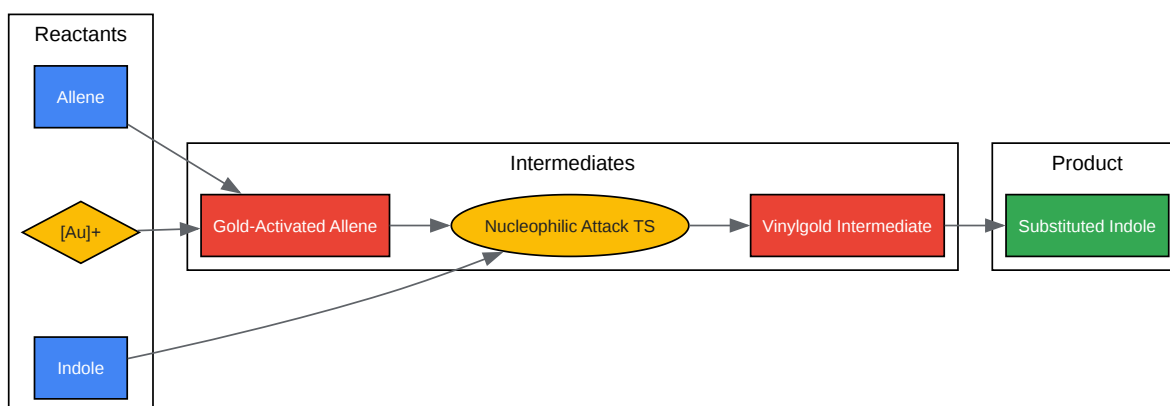 Reactants
Allene
[Au]+
Indole
Intermediates
Gold-Activated Allene
Nucleophilic Attack TS
Vinylgold Intermediate
Product
Substituted Indole